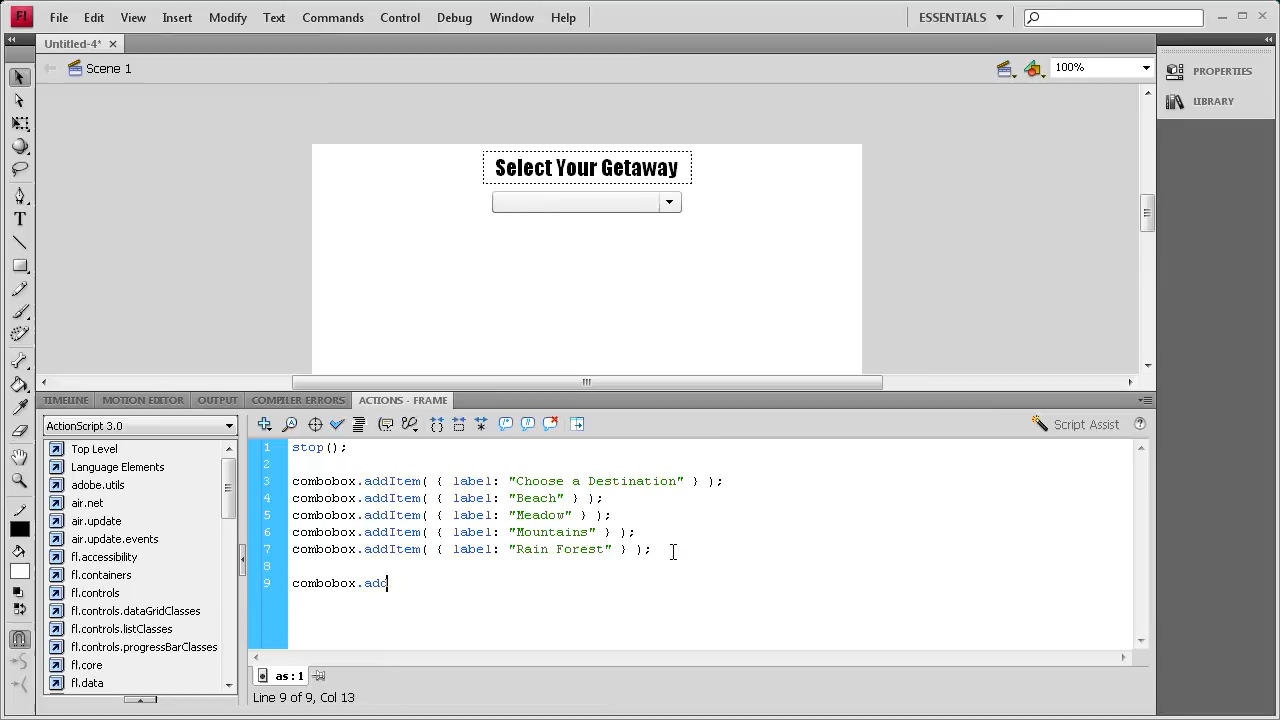 Fl File Edit View Insert Modify Text Commands Control Debug Window Help ESSENTIALS
Untitled-4*
Scene 1 100%
PROPERTIES
LIBRARY
Select Your Getaway
TIMELINE MOTION EDITOR OUTPUT COMPILER ERRORS ACTIONS - FRAME
ActionScript 3.0
Script Assist
Top Level
Language Elements
adobe.utils
air.net
air.update
air.update.events
fl.accessibility
fl.containers
fl.controls
fl.controls.dataGridClasses
fl.controls.listClasses
fl.controls.progressBarClasses
fl.core
fl.data
1 stop();
2
3 combobox.addItem( { label: "Choose a Destination" } );
4 combobox.addItem( { label: "Beach" } );
5 combobox.addItem( { label: "Meadow" } );
6 combobox.addItem( { label: "Mountains" } );
7 combobox.addItem( { label: "Rain Forest" } );
8
9 combobox.add
as : 1
Line 9 of 9, Col 13